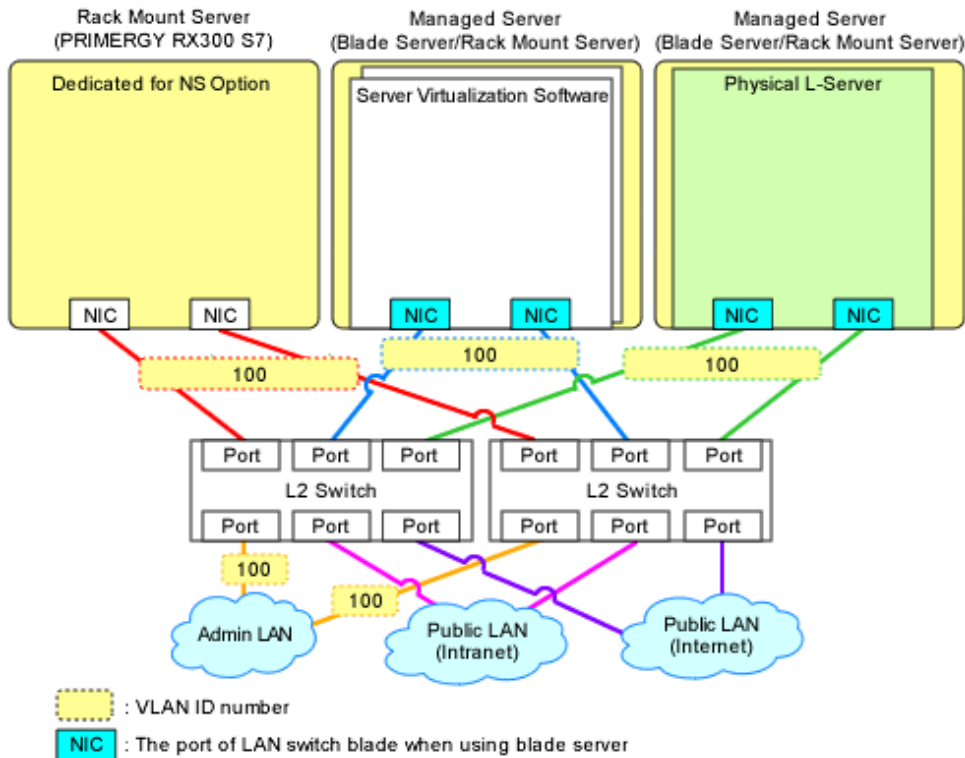 Rack Mount Server
(PRIMERGY RX300 S7)
Managed Server
(Blade Server/Rack Mount Server)
Managed Server
(Blade Server/Rack Mount Server)
Dedicated for NS Option
Server Virtualization Software
Physical L-Server
NIC
NIC
NIC
NIC
NIC
NIC
100
100
100
Port
Port
Port
Port
Port
Port
L2 Switch
L2 Switch
Port
Port
Port
Port
Port
Port
100
100
Admin LAN
Public LAN
(Intranet)
Public LAN
(Internet)
: VLAN ID number
NIC : The port of LAN switch blade when using blade server